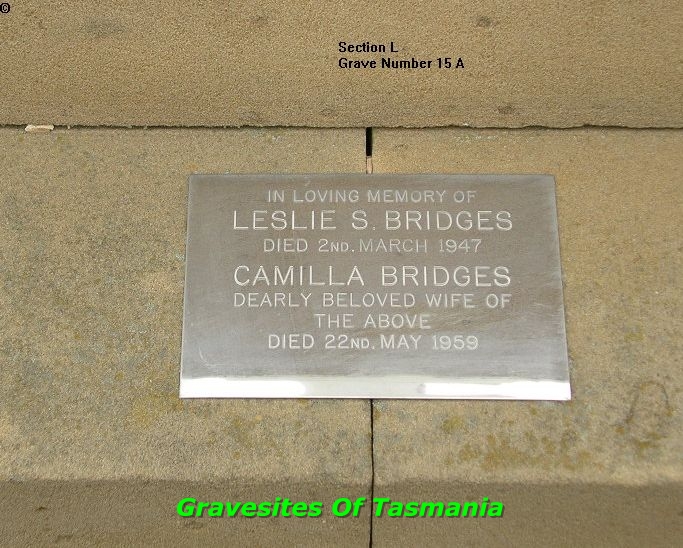 ©
Section L
Grave Number 15 A
IN LOVING MEMORY OF
LESLIE S. BRIDGES
DIED 2ND. MARCH 1947
CAMILLA BRIDGES
DEARLY BELOVED WIFE OF
THE ABOVE
DIED 22ND. MAY 1959
Gravesites Of Tasmania